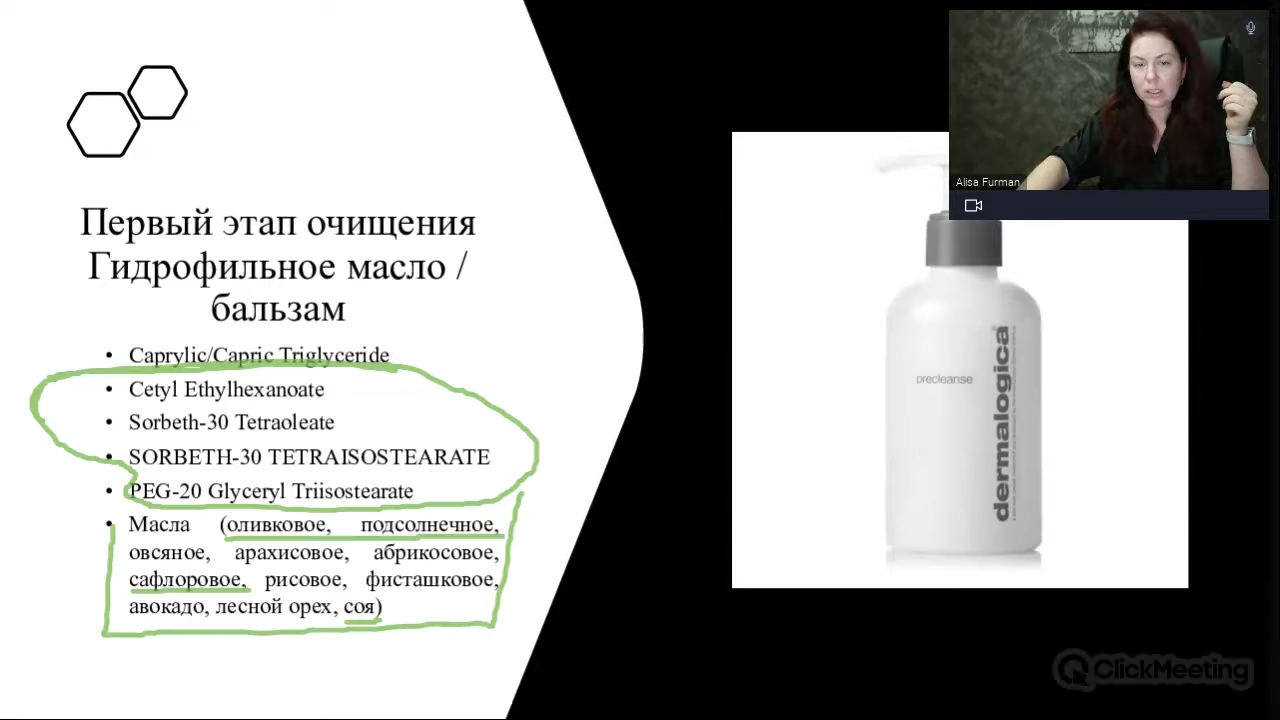 Первый этап очищения
Гидрофильное масло /
бальзам
• Caprylic/Capric Triglyceride
• Cetyl Ethylhexanoate
• Sorbeth-30 Tetraoleate
• SORBETH-30 TETRAISOSTEARATE
• PEG-20 Glyceryl Triisostearate
• Масла (оливковое, подсолнечное,
овсяное, арахисовое, абрикосовое,
сафлоровое, рисовое, фисташковое,
авокадо, лесной орех, соя)
Alisa Furman
precleanse
dermalogica
ClickMeeting